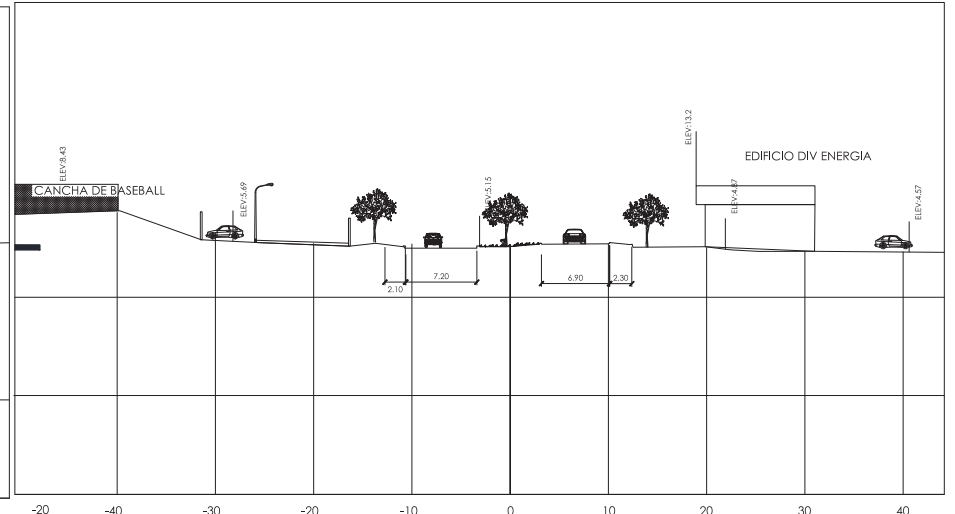 ELEV:13.2
ELEV:8.43
EDIFICIO DIV ENERGIA
CANCHA DE BASEBALL
ELEV:5.69
ELEV:5.15
ELEV:4.87
ELEV:4.57
2.10
7.20
6.90
2.30
-20
-40
-30
-20
-10
0
10
20
30
40